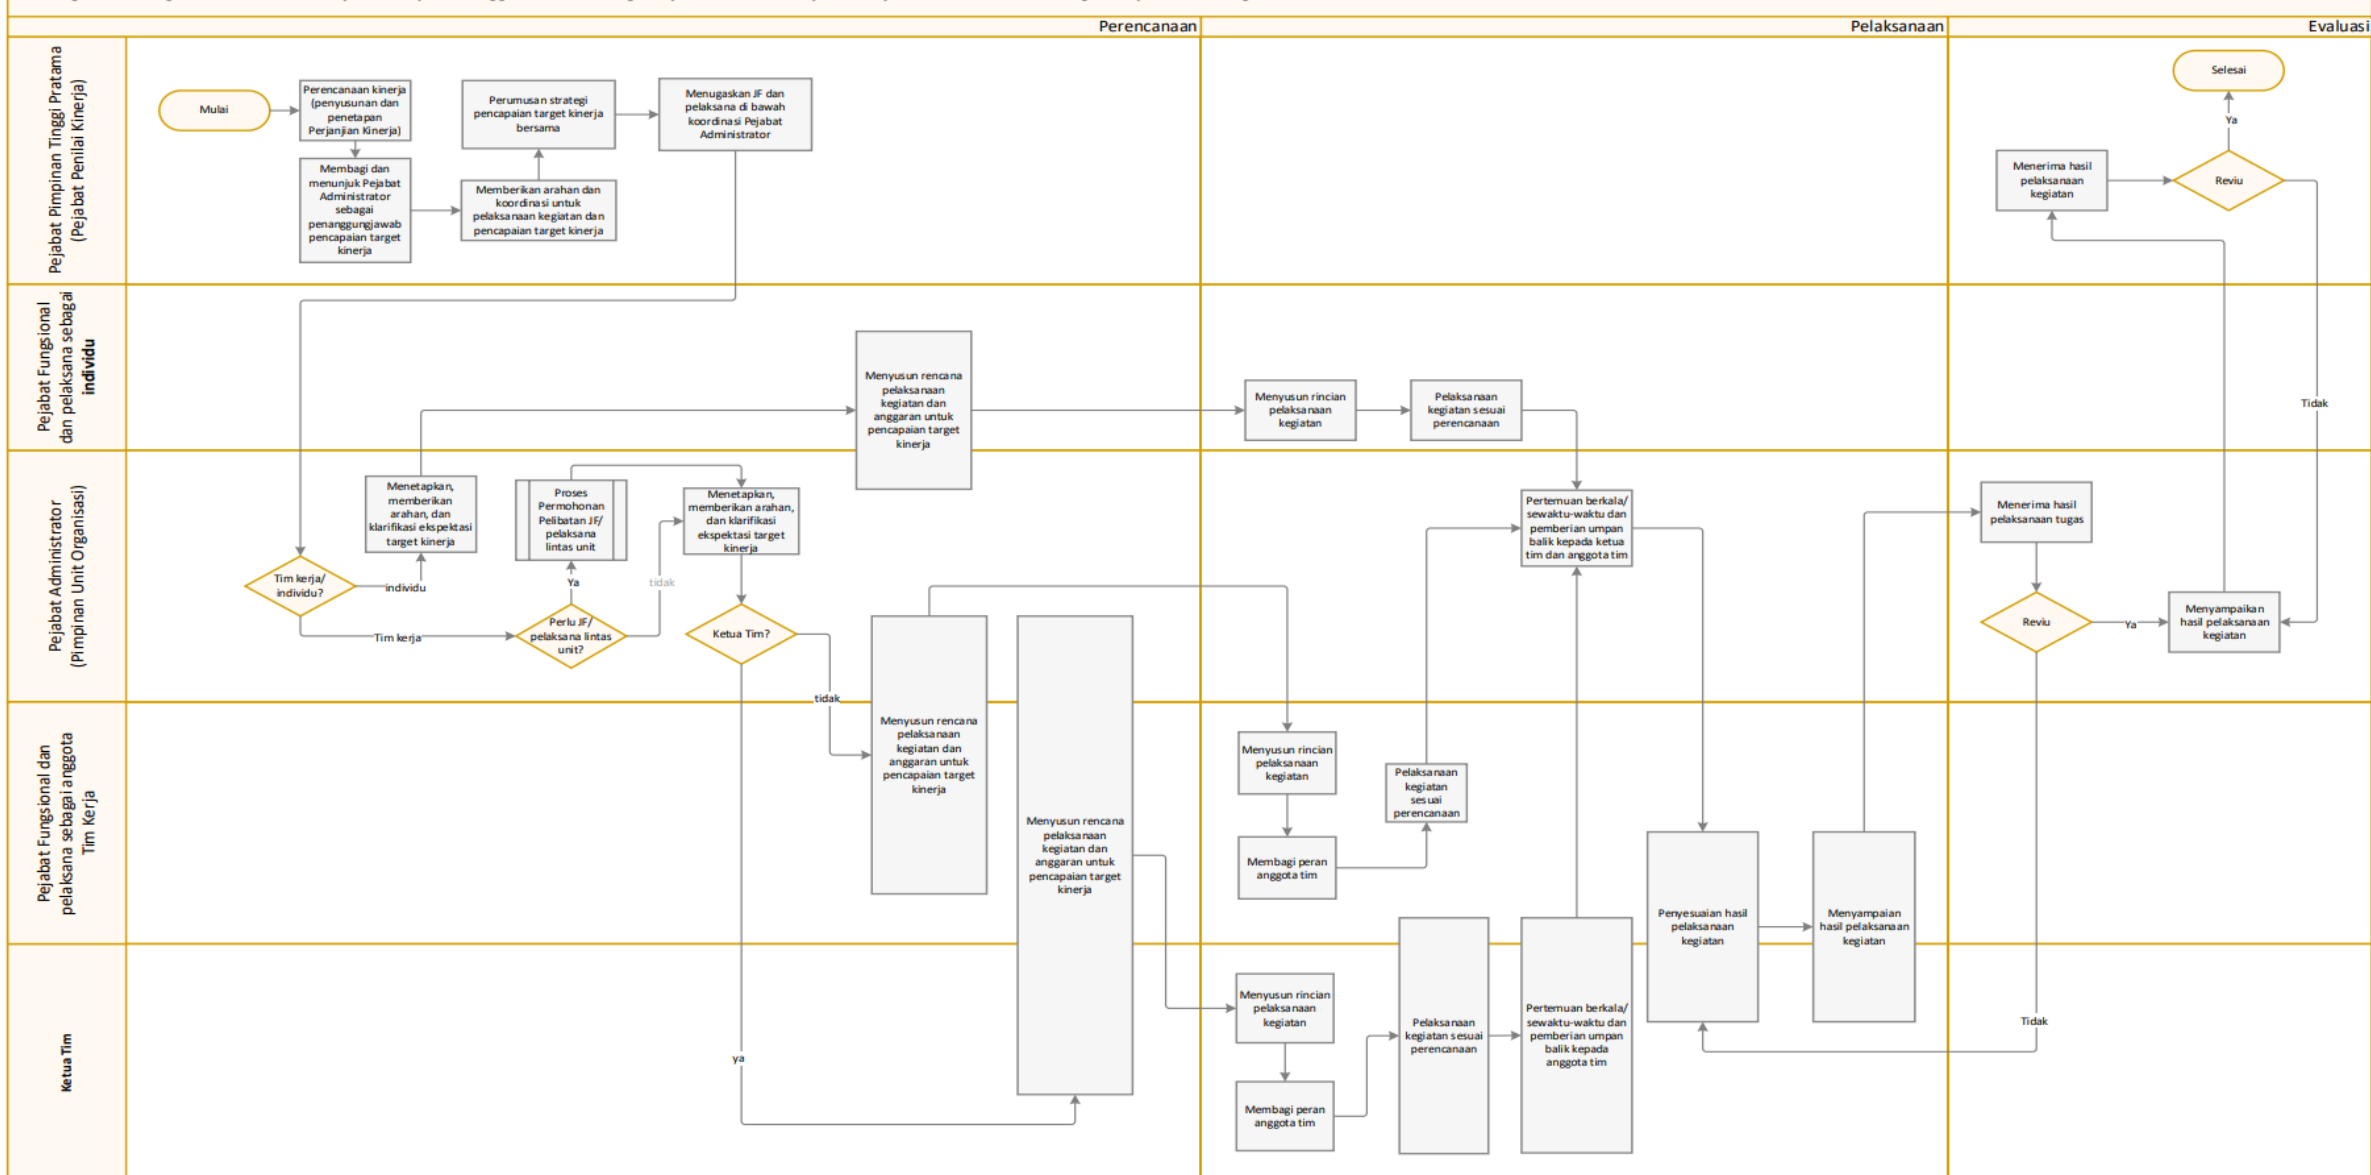 Perencanaan
Pelaksanaan
Evaluasi
Pejabat Pimpinan Tinggi Pratama
(Pejabat Penilai Kinerja)
Mulai
Perencanaan kinerja
(penyusunan dan
penetapan
Perjanjian Kinerja)
Membagi dan
menunjuk Pejabat
Administrator
sebagai
penanggungjawab
pencapaian target
kinerja
Perumusan strategi
pencapaian target kinerja
bersama
Memberikan arahan dan
koordinasi untuk
pelaksanaan kegiatan dan
pencapaian target kinerja
Menugaskan JF dan
pelaksana di bawah
koordinasi Pejabat
Administrator
Selesai
Ya
Menerima hasil
pelaksanaan
kegiatan
Reviu
Tidak
Pejabat Fungsional
dan pelaksana sebagai
individu
Menyusun rencana
pelaksanaan
kegiatan dan
anggaran untuk
pencapaian target
kinerja
Menyusun rincian
pelaksanaan
kegiatan
Pelaksanaan
kegiatan sesuai
perencanaan
Pejabat Administrator
(Pimpinan Unit Organisasi)
Tim kerja/
individu?
individu
Tim kerja
Menetapkan,
memberikan
arahan, dan
klarifikasi ekspektasi
target kinerja
Proses
Permohonan
Pelibatan JF/
pelaksana
lintas unit
Ya
Perlu JF/
pelaksana lintas
unit?
tidak
Menetapkan,
memberikan arahan,
dan klarifikasi
ekspektasi target
kinerja
Ketua Tim?
tidak
ya
Pertemuan berkala/
sewaktu-waktu dan
pemberian umpan
balik kepada ketua
tim dan anggota tim
Menerima hasil
pelaksanaan tugas
Reviu
Ya
Tidak
Menyampaikan
hasil pelaksanaan
kegiatan
Pejabat Fungsional dan
pelaksana sebagai anggota
Tim Kerja
Menyusun rencana
pelaksanaan
kegiatan dan
anggaran untuk
pencapaian target
kinerja
Menyusun rencana
pelaksanaan
kegiatan dan
anggaran untuk
pencapaian target
kinerja
Menyusun rincian
pelaksanaan
kegiatan
Membagi peran
anggota tim
Pelaksanaan
kegiatan
sesuai
perencanaan
Penyesuaian hasil
pelaksanaan
kegiatan
Menyampaian
hasil pelaksanaan
kegiatan
Ketua Tim
Menyusun rincian
pelaksanaan
kegiatan
Membagi peran
anggota tim
Pelaksanaan
kegiatan sesuai
perencanaan
Pertemuan berkala/
sewaktu-waktu dan
pemberian umpan
balik kepada
anggota tim